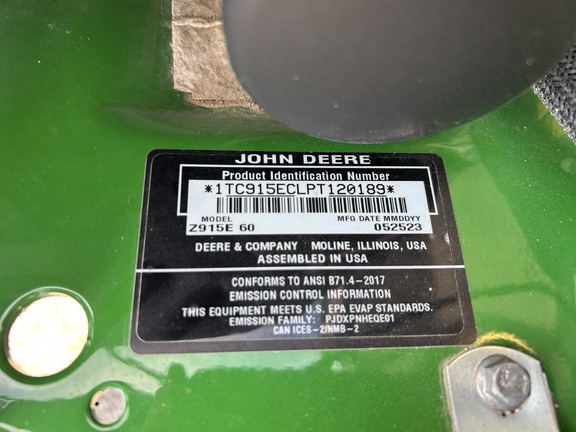 JOHN DEERE
Product Identification Number
*1TC915ECLPT120189*
MODEL MFG DATE MMDDYY
Z915E 60 052523
DEERE & COMPANY MOLINE, ILLINOIS, USA
ASSEMBLED IN USA
CONFORMS TO ANSI B71.4-2017
EMISSION CONTROL INFORMATION
THIS EQUIPMENT MEETS U.S. EPA EVAP STANDARDS.
EMISSION FAMILY: PJDXPNHEQE01
CAN ICES-2/NMB-2